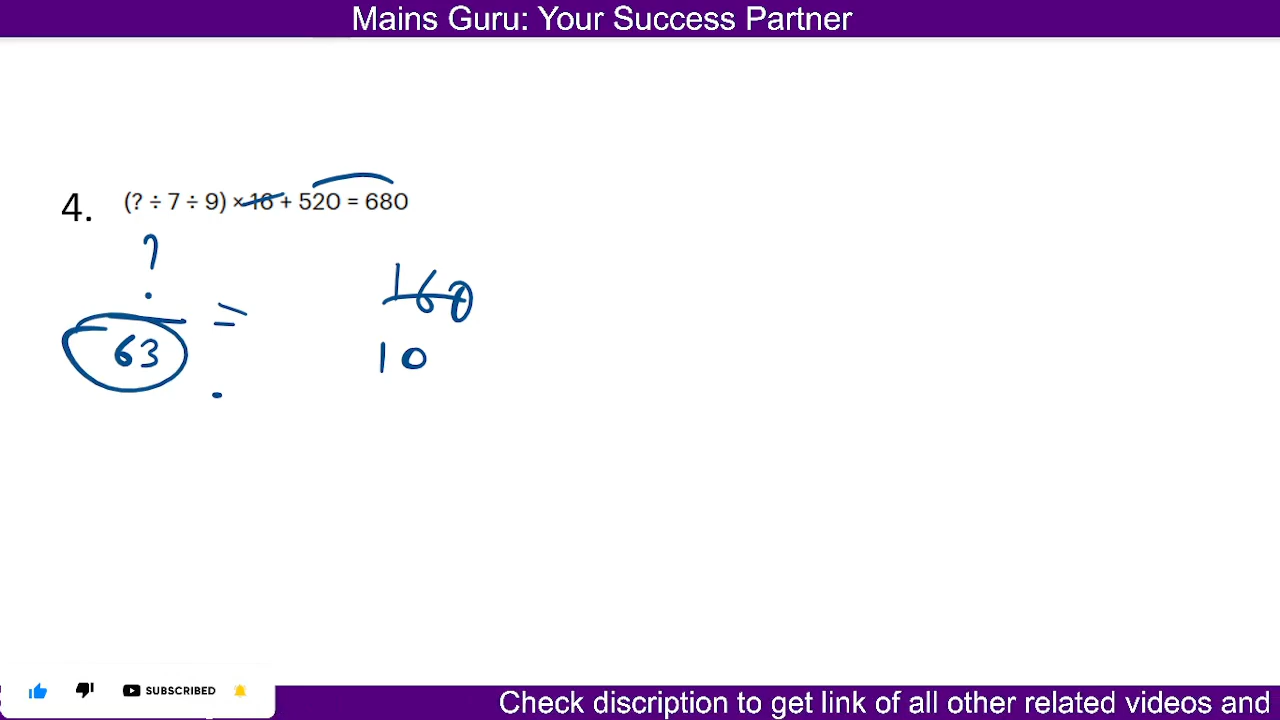 Mains Guru: Your Success Partner
4. (? ÷ 7 ÷ 9) × 16 + 520 = 680
?
63
=
160
10
SUBSCRIBED
Check discription to get link of all other related videos and